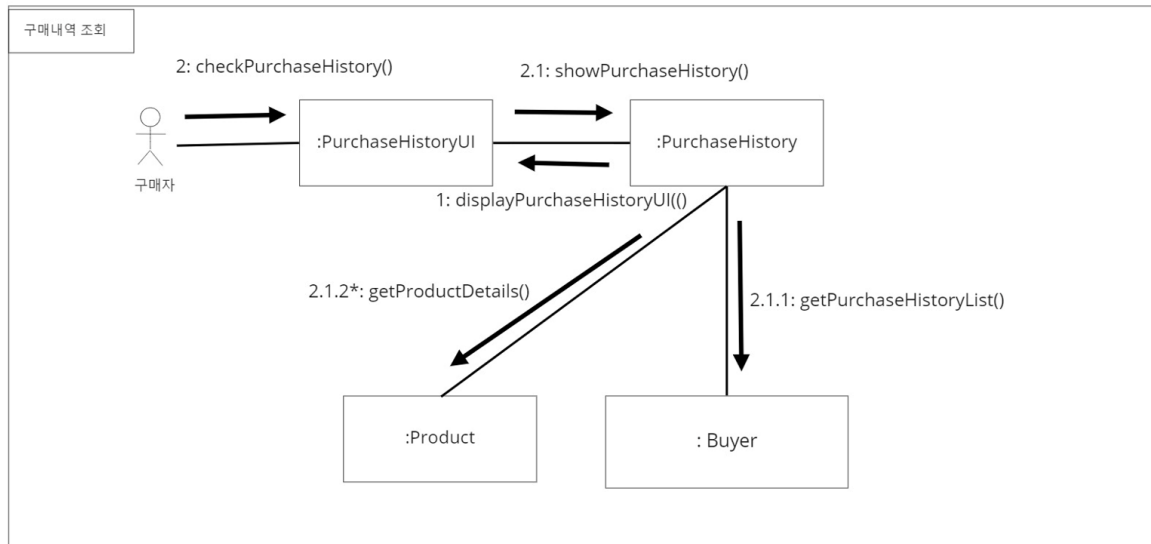 구매내역 조회
2: checkPurchaseHistory()
2.1: showPurchaseHistory()
:PurchaseHistoryUI
:PurchaseHistory
구매자
1: displayPurchaseHistoryUI(()
2.1.2*: getProductDetails()
2.1.1: getPurchaseHistoryList()
:Product
: Buyer